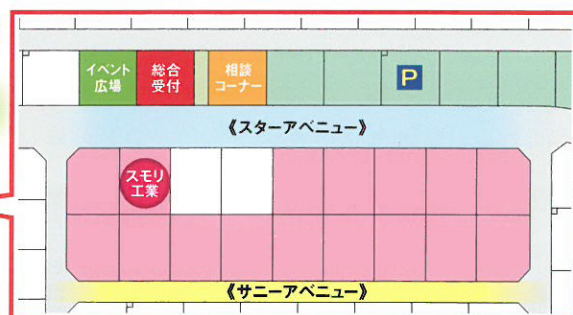 イベント
広場
総合
受付
相談
コーナー
P
《スターアベニュー》
スモリ
工業
《サニーアベニュー》